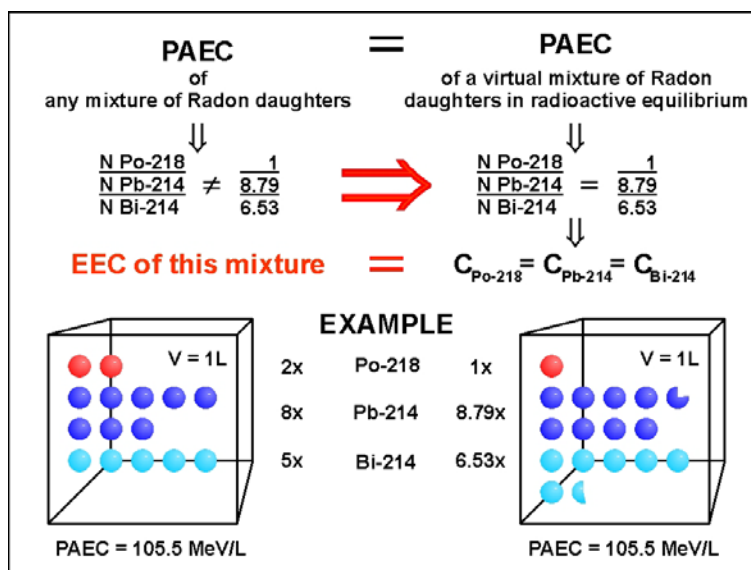 PAEC = PAEC
of
any mixture of Radon daughters
of a virtual mixture of Radon
daughters in radioactive equilibrium
⇓ ⇓
N Po-218 1
N Pb-214 ≠ 8.79
N Bi-214 6.53
⇒
N Po-218 1
N Pb-214 = 8.79
N Bi-214 6.53
⇓
EEC of this mixture = C Po-218 = C Pb-214 = C Bi-214
EXAMPLE
V = 1L
2x Po-218 1x
8x Pb-214 8.79x
5x Bi-214 6.53x
V = 1L
PAEC = 105.5 MeV/L
PAEC = 105.5 MeV/L